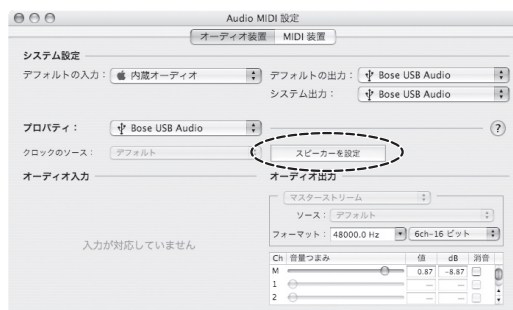 Audio MIDI 設定
オーディオ装置 MIDI 装置
システム設定
デフォルトの入力： 内蔵オーディオ デフォルトの出力： Bose USB Audio
システム出力： Bose USB Audio
プロパティ： Bose USB Audio ?
クロックのソース： デフォルト スピーカーを設定
オーディオ入力 オーディオ出力
マスターストリーム
ソース： デフォルト
フォーマット： 48000.0 Hz 6ch-16 ビット
入力が対応していません
Ch 音量つまみ 値 dB 消音
M 0.87 -8.87
1 — —
2 — —